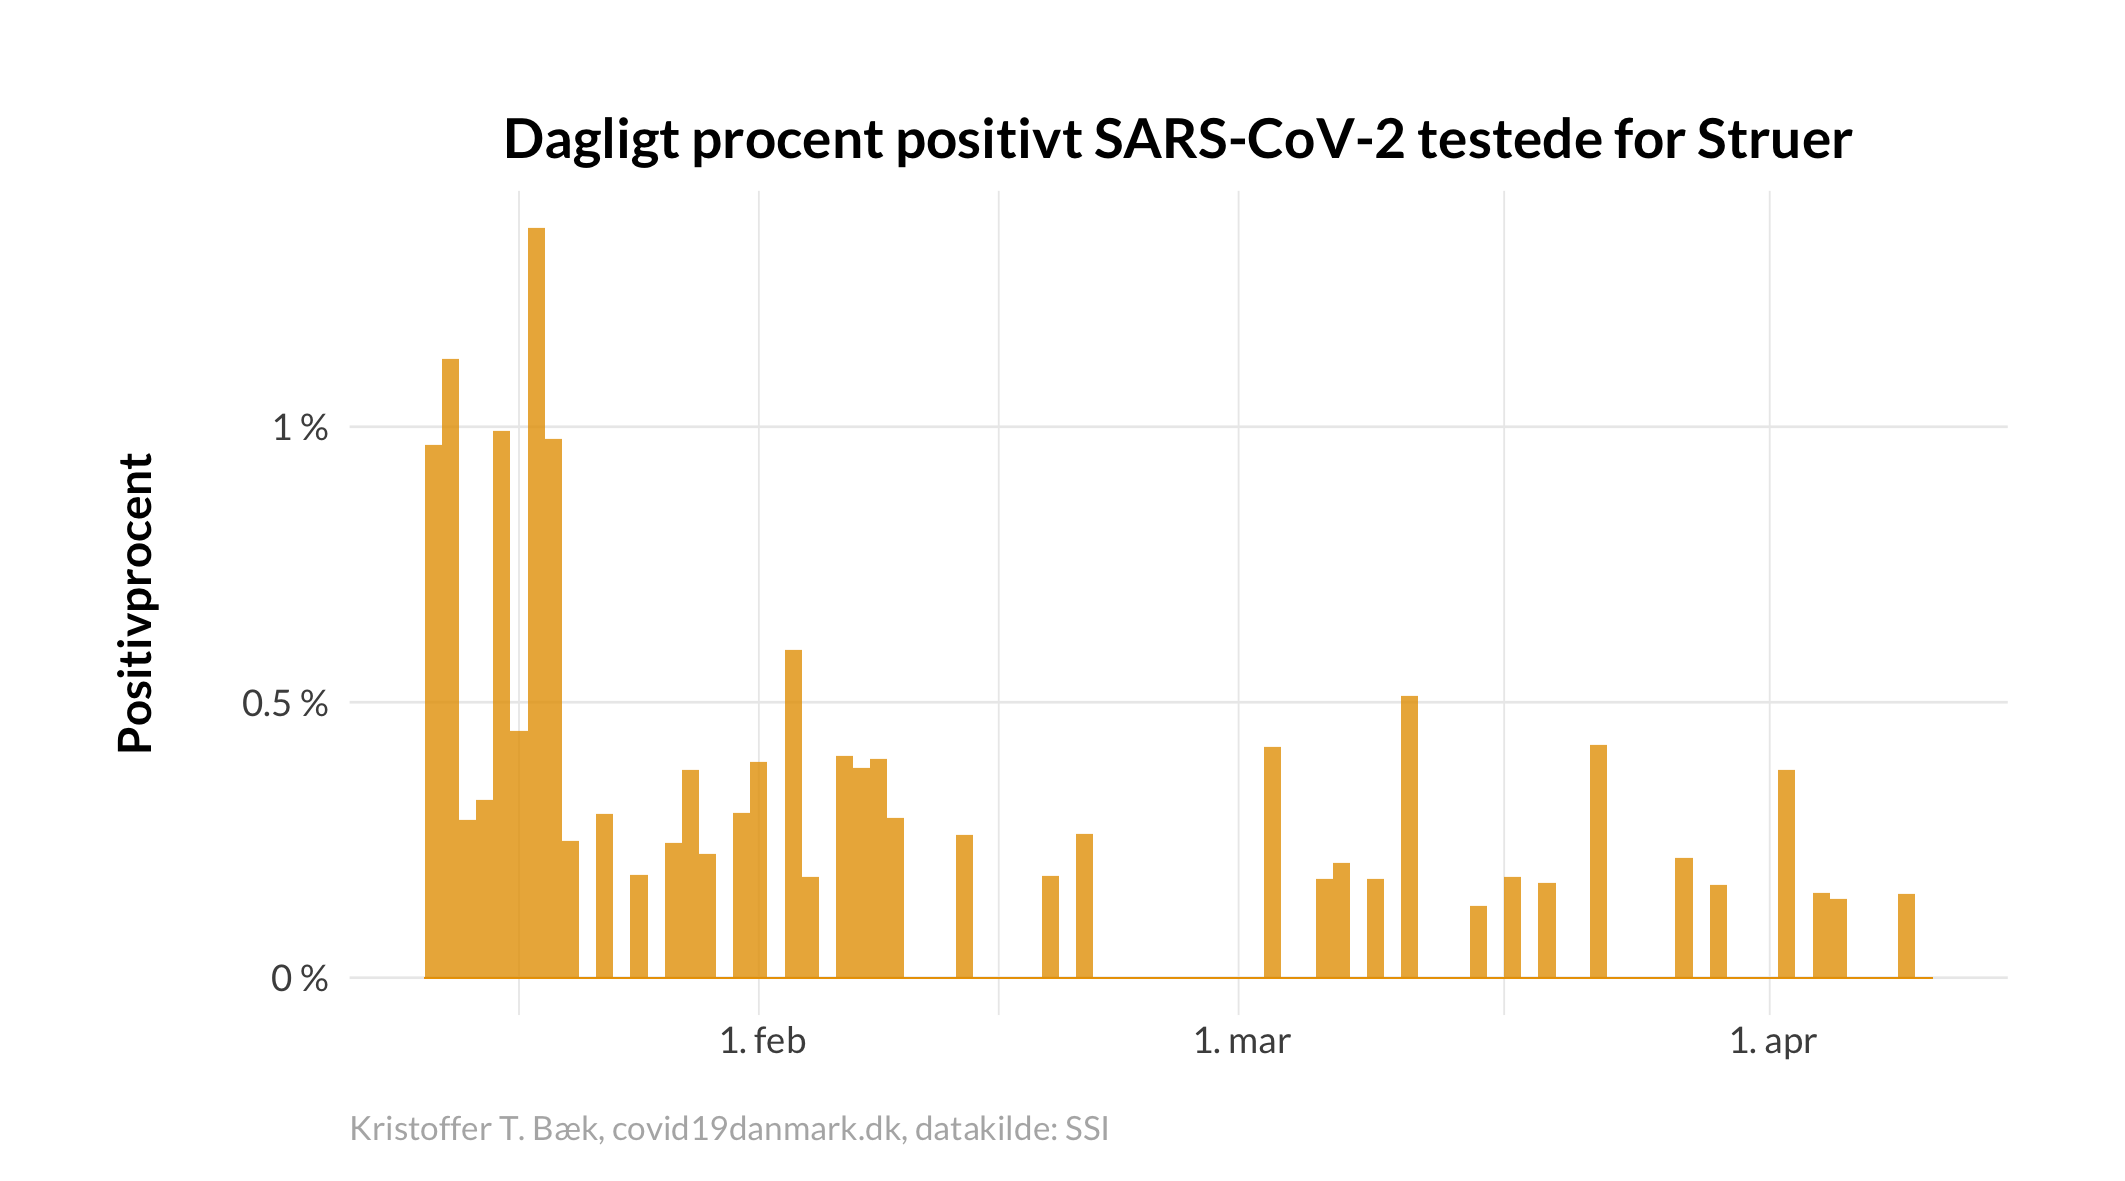 Dagligt procent positivt SARS-CoV-2 testede for Struer
Positivprocent
1 %
0.5 %
0 %
1. feb
1. mar
1. apr
Kristoffer T. Bæk, covid19danmark.dk, datakilde: SSI